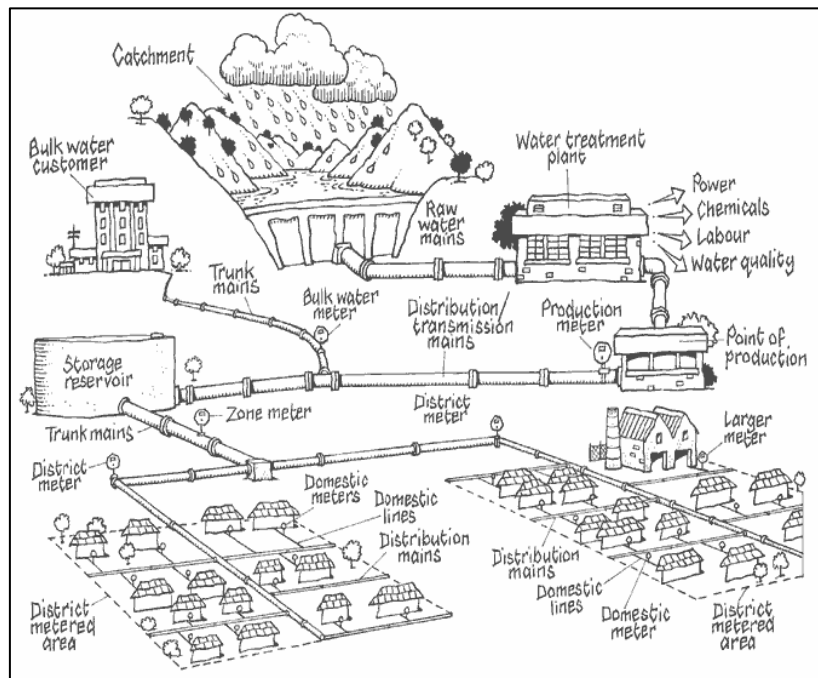 Catchment
Bulk water
customer
Water treatment
plant
Power
Chemicals
Labour
Water quality
Raw
water
mains
Trunk
mains
Bulk water
meter
Distribution
transmission
mains
Production
meter
Point of
production
Storage
reservoir
Zone meter
District
meter
Trunk mains
Larger
meter
District
meter
Domestic
meters
Domestic
lines
Distribution
mains
Distribution
mains
Domestic
lines
Domestic
meter
District
metered
area
District
metered
area